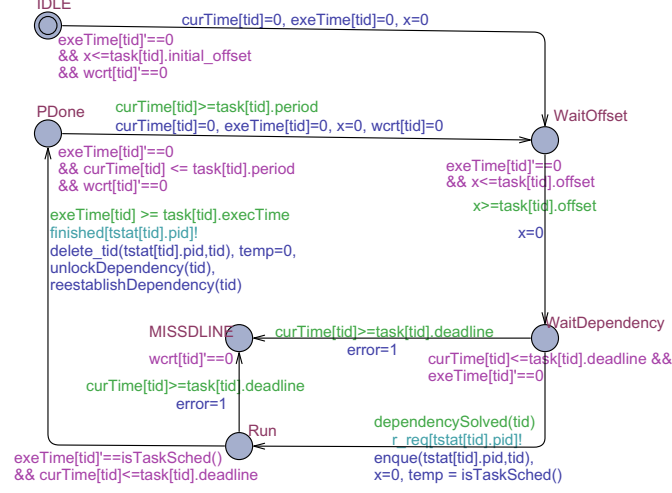 IDLE
curTime[tid]=0, exeTime[tid]=0, x=0
exeTime[tid]'==0
&& x<=task[tid].initial_offset
&& wcrt[tid]'==0
PDone
curTime[tid]>=task[tid].period
curTime[tid]=0, exeTime[tid]=0, x=0, wcrt[tid]=0
WaitOffset
exeTime[tid]'==0
&& curTime[tid] <= task[tid].period
&& wcrt[tid]'==0
exeTime[tid]'==0
&& x<=task[tid].offset
x>=task[tid].offset
x=0
exeTime[tid] >= task[tid].execTime
finished[tstat[tid].pid]!
delete_tid(tstat[tid].pid,tid), temp=0,
unlockDependency(tid),
reestablishDependency(tid)
MISSDLINE
wcrt[tid]'==0
curTime[tid]>=task[tid].deadline
error=1
WaitDependency
curTime[tid]<=task[tid].deadline &&
exeTime[tid]'==0
curTime[tid]>=task[tid].deadline
error=1
Run
exeTime[tid]'==isTaskSched()
&& curTime[tid]<=task[tid].deadline
dependencySolved(tid)
r_req[tstat[tid].pid]!
enque(tstat[tid].pid,tid),
x=0, temp = isTaskSched()